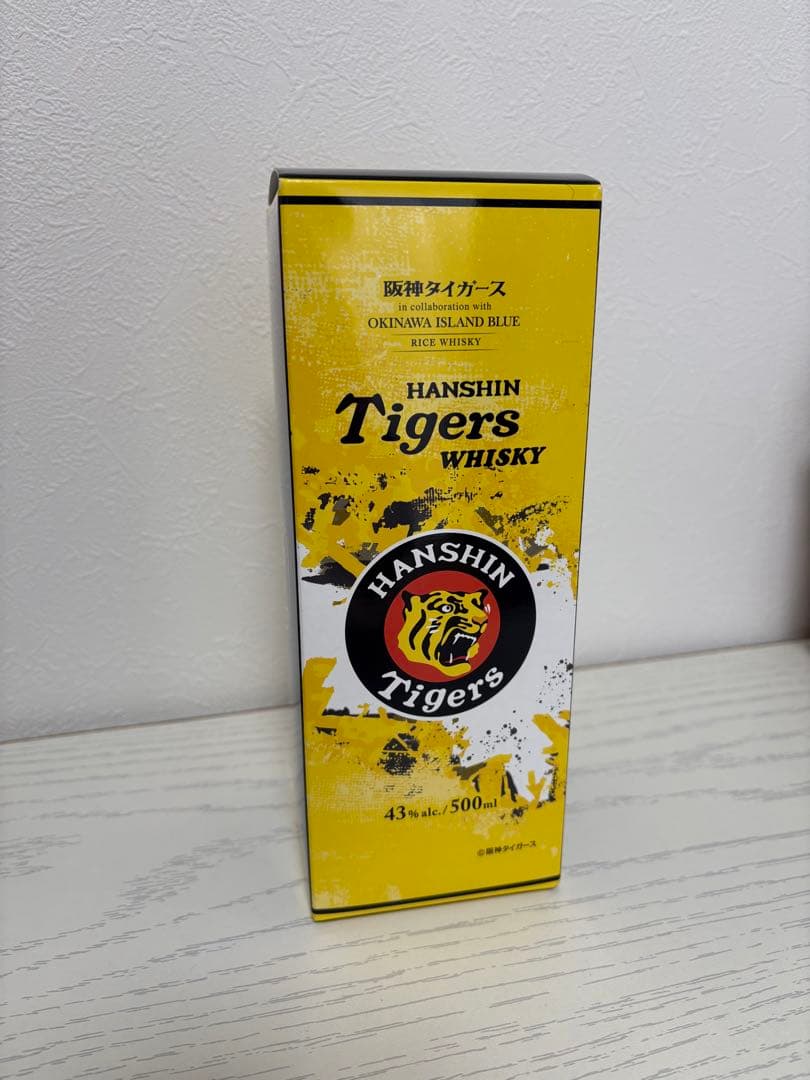 阪神タイガース
in collaboration with
OKINAWA ISLAND BLUE
RICE WHISKY
HANSHIN
Tigers
WHISKY
HANSHIN
Tigers
43% alc./500ml
©阪神タイガース